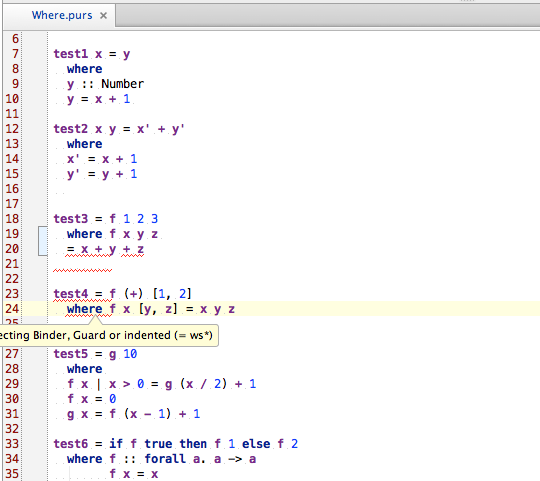 Where.purs ×
6
7 test1 x = y
8 where
9 y :: Number
10 y = x + 1
11
12 test2 x y = x' + y'
13 where
14 x' = x + 1
15 y' = y + 1
16
17
18 test3 = f 1 2 3
19 where f x y z
20 = x + y + z
21
22
23 test4 = f (+) [1, 2]
24 where f x [y, z] = x y z
ecting Binder, Guard or indented (= ws*)
27 test5 = g 10
28 where
29 f x | x > 0 = g (x / 2) + 1
30 f x = 0
31 g x = f (x - 1) + 1
32
33 test6 = if f true then f 1 else f 2
34 where f :: forall a. a -> a
35 f x = x